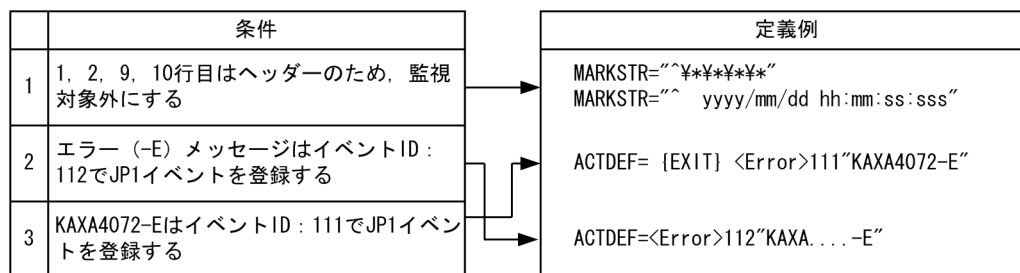 条件
1
1, 2, 9, 10行目はヘッダーのため, 監視
対象外にする
2
エラー（-E）メッセージはイベントID：
112でJP1イベントを登録する
3
KAXA4072-EはイベントID：111でJP1イベン
トを登録する
定義例
MARKSTR="^¥*¥*¥*¥*"
MARKSTR="^  yyyy/mm/dd hh:mm:ss:sss"
ACTDEF= {EXIT} <Error>111"KAXA4072-E"
ACTDEF=<Error>112"KAXA....-E"